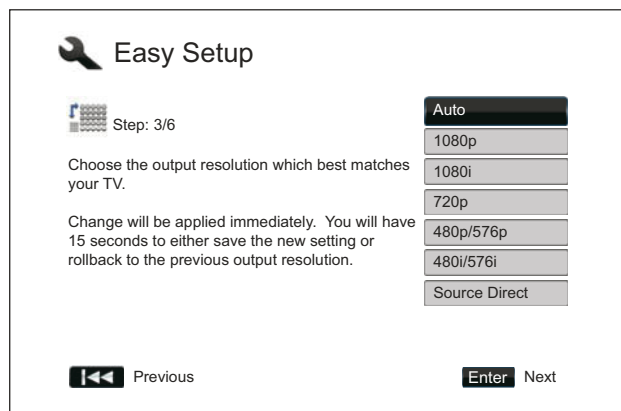 Easy Setup
Step: 3/6
Choose the output resolution which best matches
your TV.
Change will be applied immediately.  You will have
15 seconds to either save the new setting or
rollback to the previous output resolution.
Auto
1080p
1080i
720p
480p/576p
480i/576i
Source Direct
Previous
Enter Next